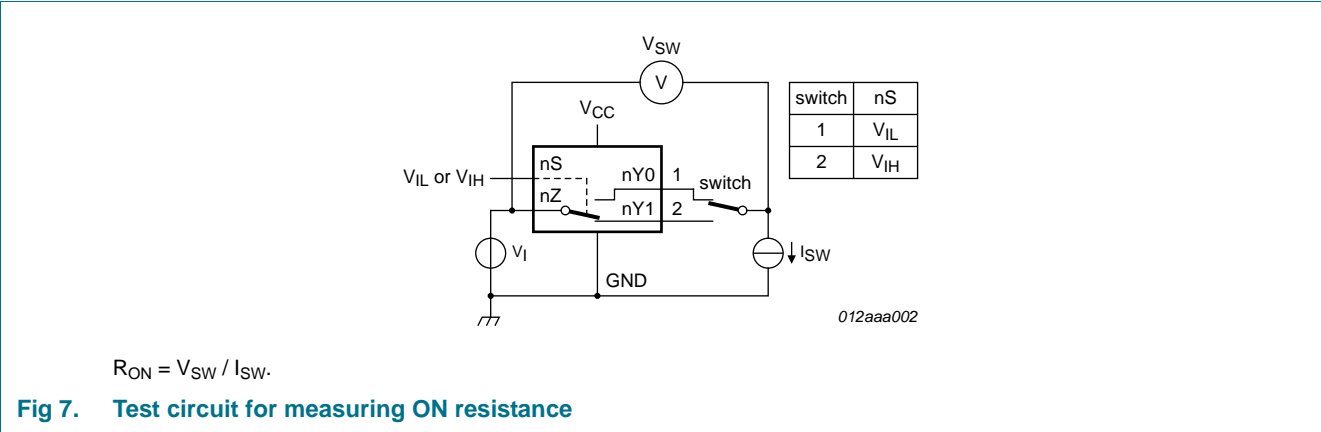 VSW
V
switch nS
1 VIL
2 VIH
VCC
VIL or VIH
nS
nY0
1
switch
nZ
nY1
2
VI
ISW
GND
012aaa002
RON = VSW / ISW.
Fig 7. Test circuit for measuring ON resistance